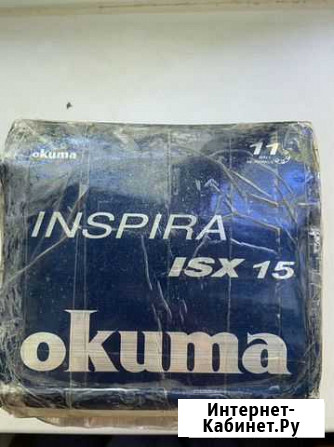 okuma
11
INSPIRA
ISX 15
okuma
Интернет-
Кабинет.Ру